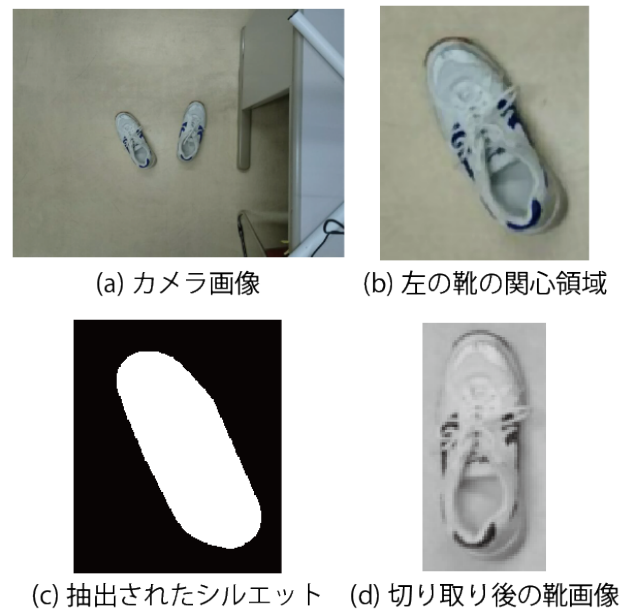 (a) カメラ画像
(b) 左の靴の関心領域
(c) 抽出されたシルエット
(d) 切り取り後の靴画像